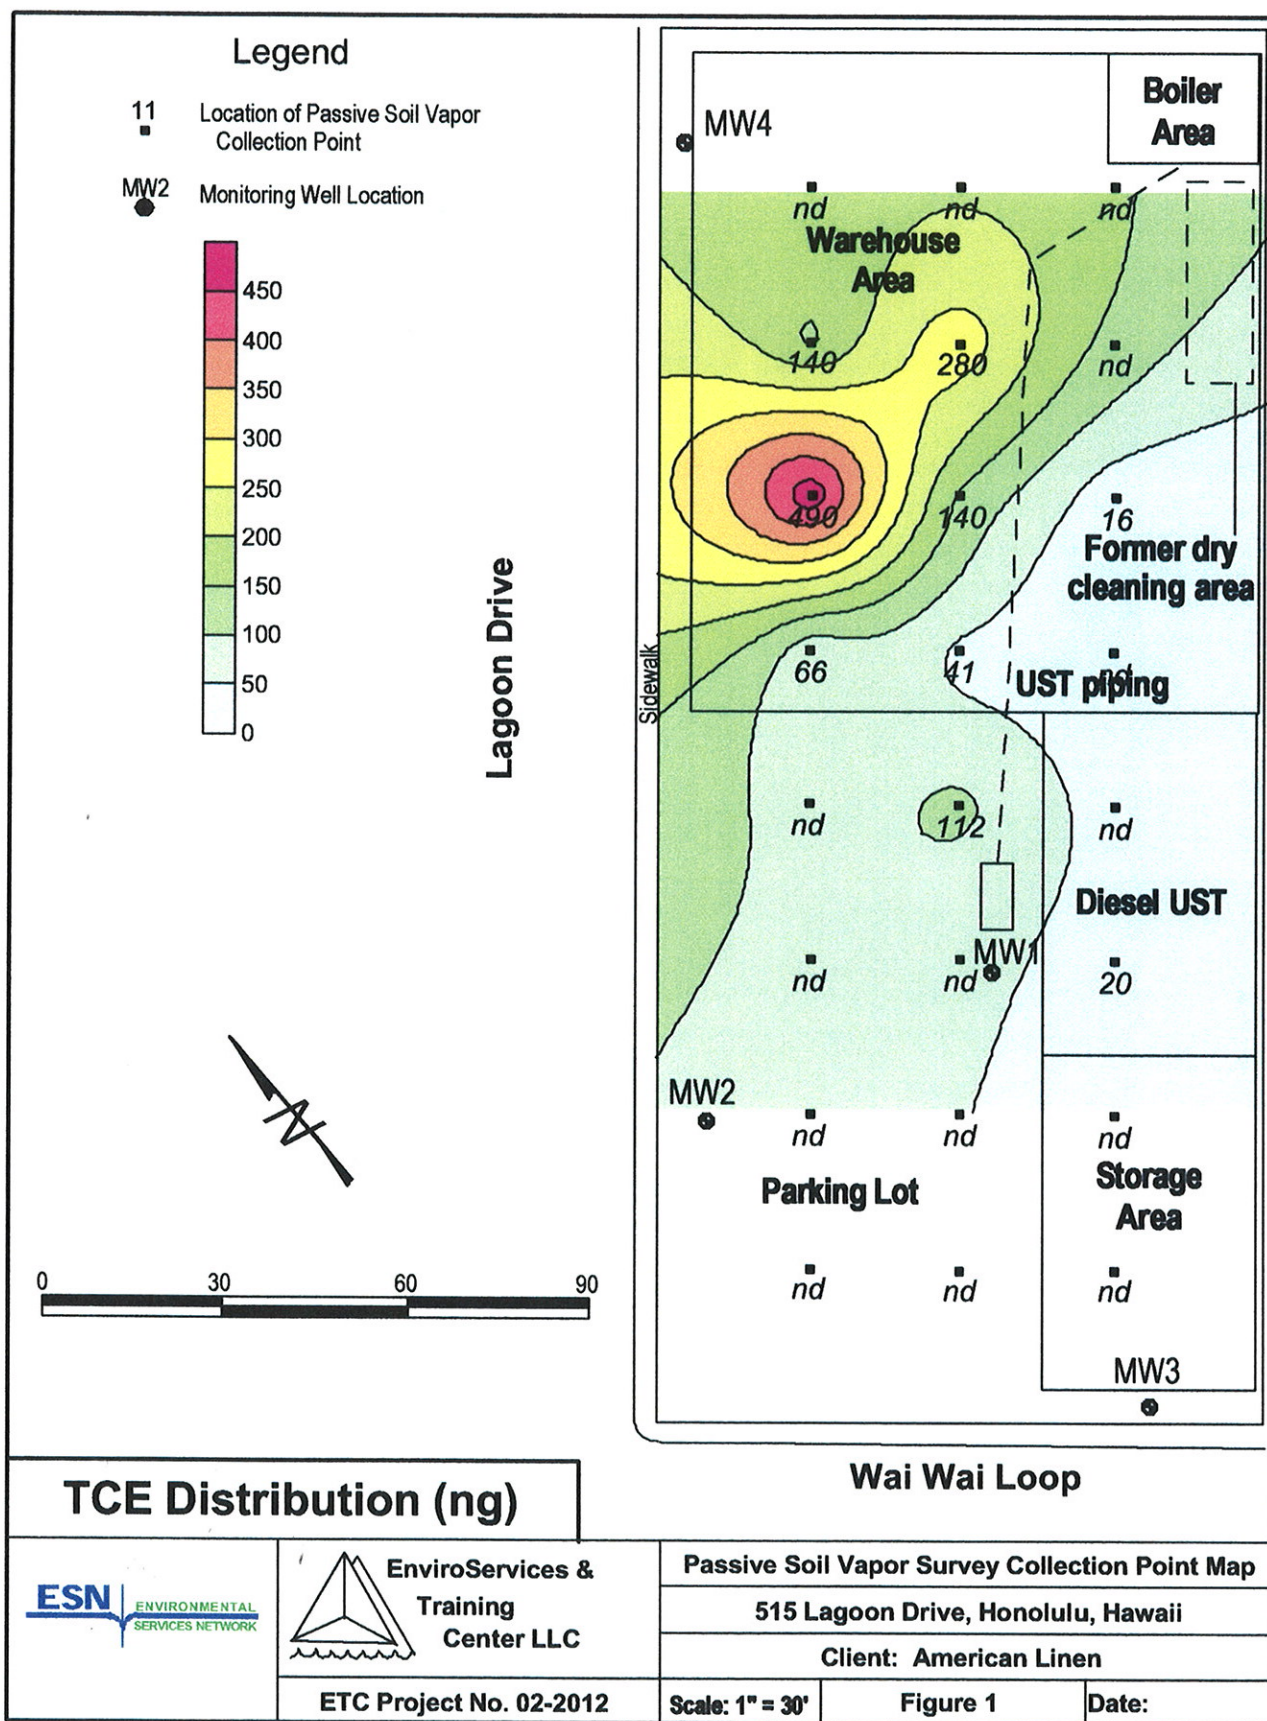 Legend
11
Location of Passive Soil Vapor
Collection Point
MW2
Monitoring Well Location
450
400
350
300
250
200
150
100
50
0
Lagoon Drive
Sidewalk
Boiler
Area
MW4
nd
nd
nd
Warehouse
Area
140
280
nd
490
140
16
Former dry
cleaning area
66
41
UST piping
nd
112
nd
Diesel UST
MW1
nd
nd
20
MW2
nd
nd
nd
Parking Lot
Storage
Area
nd
nd
nd
MW3
N
0
30
60
90
Wai Wai Loop
TCE Distribution (ng)
ESN
ENVIRONMENTAL
SERVICES NETWORK
EnviroServices &
Training
Center LLC
ETC Project No. 02-2012
Passive Soil Vapor Survey Collection Point Map
515 Lagoon Drive, Honolulu, Hawaii
Client: American Linen
Scale: 1" = 30'
Figure 1
Date: